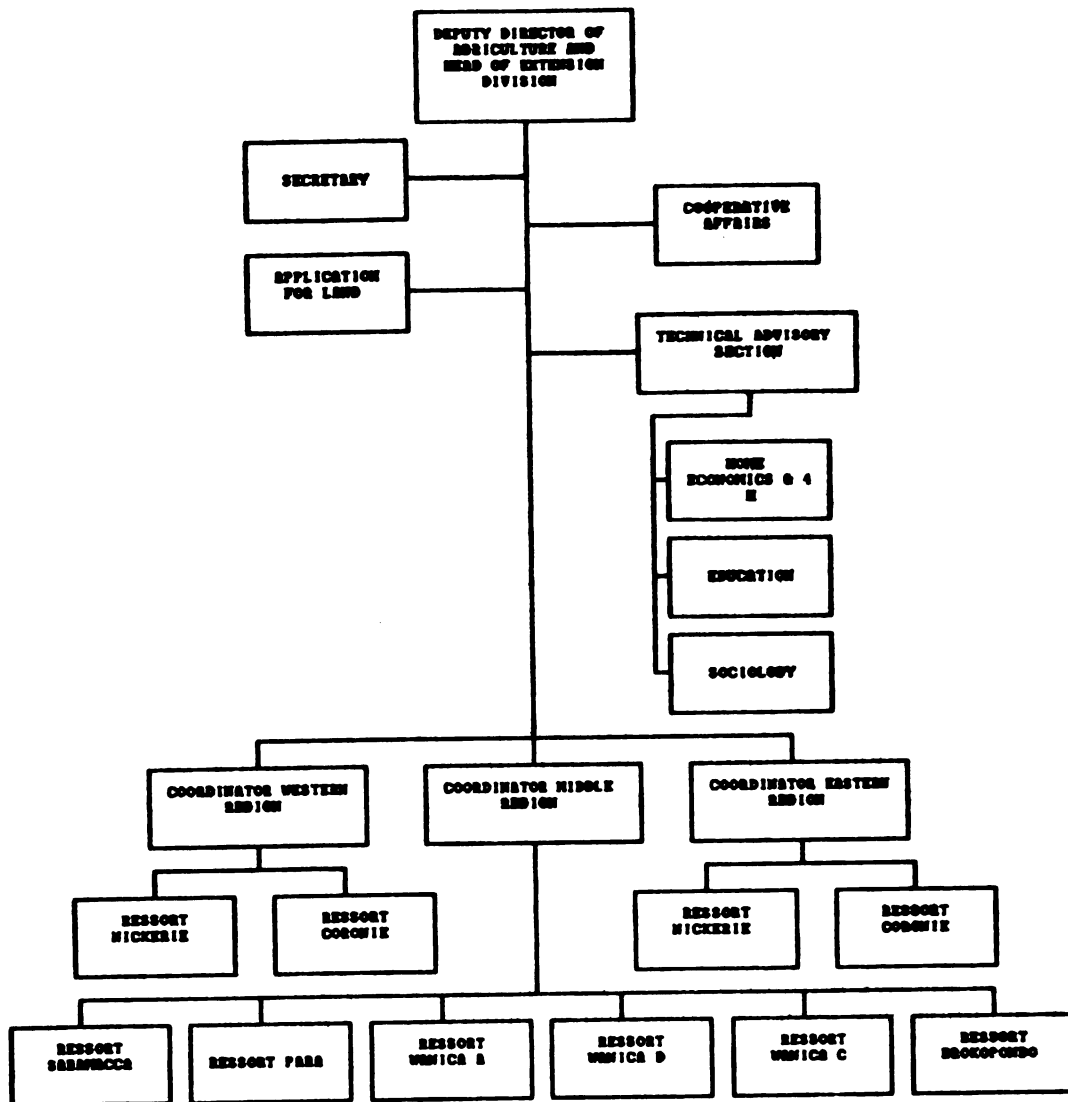 DEPUTY DIRECTOR OF
AGRICULTURE AND
HEAD OF EXTENSION
DIVISION
SECRETARY
COOPERATIVE
AFFAIRS
APPLICATION
FOR LAND
TECHNICAL ADVISORY
SECTION
HOME
ECONOMICS & 4
H
EDUCATION
SOCIOLOGY
COORDINATOR WESTERN
REGION
COORDINATOR MIDDLE
REGION
COORDINATOR EASTERN
REGION
RESSORT
NICKERIE
RESSORT
CORONIE
RESSORT
NICKERIE
RESSORT
CORONIE
RESSORT
SARAMACCA
RESSORT PARA
RESSORT
WANICA A
RESSORT
WANICA
RESSORT
WANICA C
RESSORT
BROKOPONDO